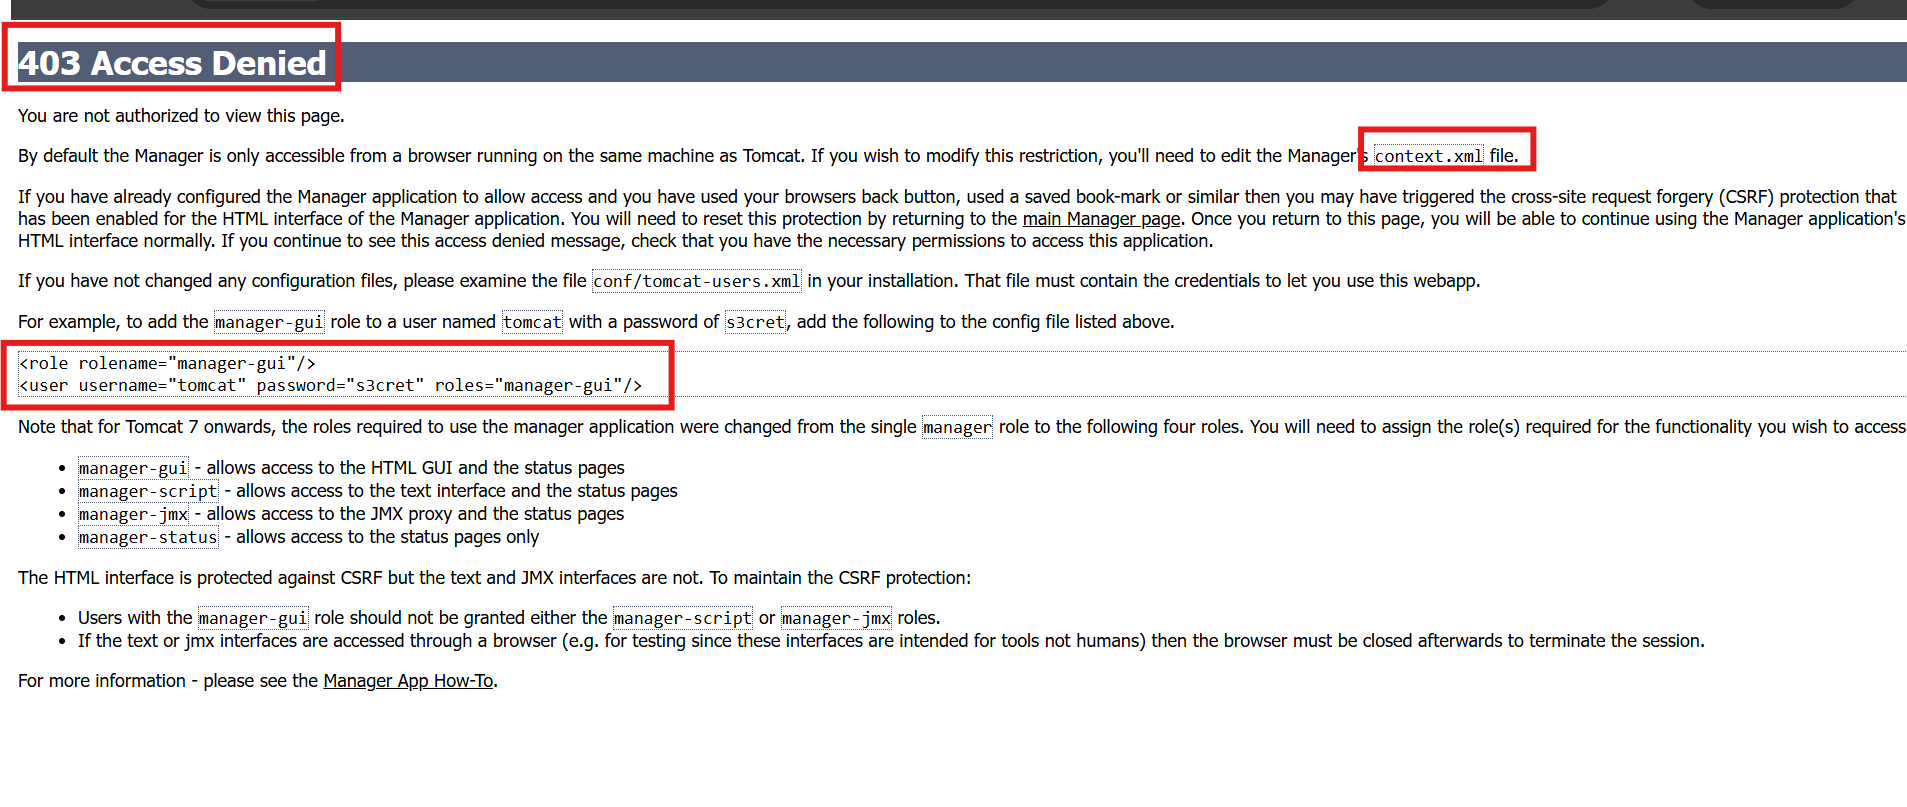 403 Access Denied
You are not authorized to view this page.
By default the Manager is only accessible from a browser running on the same machine as Tomcat. If you wish to modify this restriction, you'll need to edit the Manager's context.xml file.
If you have already configured the Manager application to allow access and you have used your browsers back button, used a saved book-mark or similar then you may have triggered the cross-site request forgery (CSRF) protection that
has been enabled for the HTML interface of the Manager application. You will need to reset this protection by returning to the main Manager page. Once you return to this page, you will be able to continue using the Manager application's
HTML interface normally. If you continue to see this access denied message, check that you have the necessary permissions to access this application.
If you have not changed any configuration files, please examine the file conf/tomcat-users.xml in your installation. That file must contain the credentials to let you use this webapp.
For example, to add the manager-gui role to a user named tomcat with a password of s3cret, add the following to the config file listed above.
<role rolename="manager-gui"/>
<user username="tomcat" password="s3cret" roles="manager-gui"/>
Note that for Tomcat 7 onwards, the roles required to use the manager application were changed from the single manager role to the following four roles. You will need to assign the role(s) required for the functionality you wish to access
• manager-gui - allows access to the HTML GUI and the status pages
• manager-script - allows access to the text interface and the status pages
• manager-jmx - allows access to the JMX proxy and the status pages
• manager-status - allows access to the status pages only
The HTML interface is protected against CSRF but the text and JMX interfaces are not. To maintain the CSRF protection:
• Users with the manager-gui role should not be granted either the manager-script or manager-jmx roles.
• If the text or jmx interfaces are accessed through a browser (e.g. for testing since these interfaces are intended for tools not humans) then the browser must be closed afterwards to terminate the session.
For more information - please see the Manager App How-To.